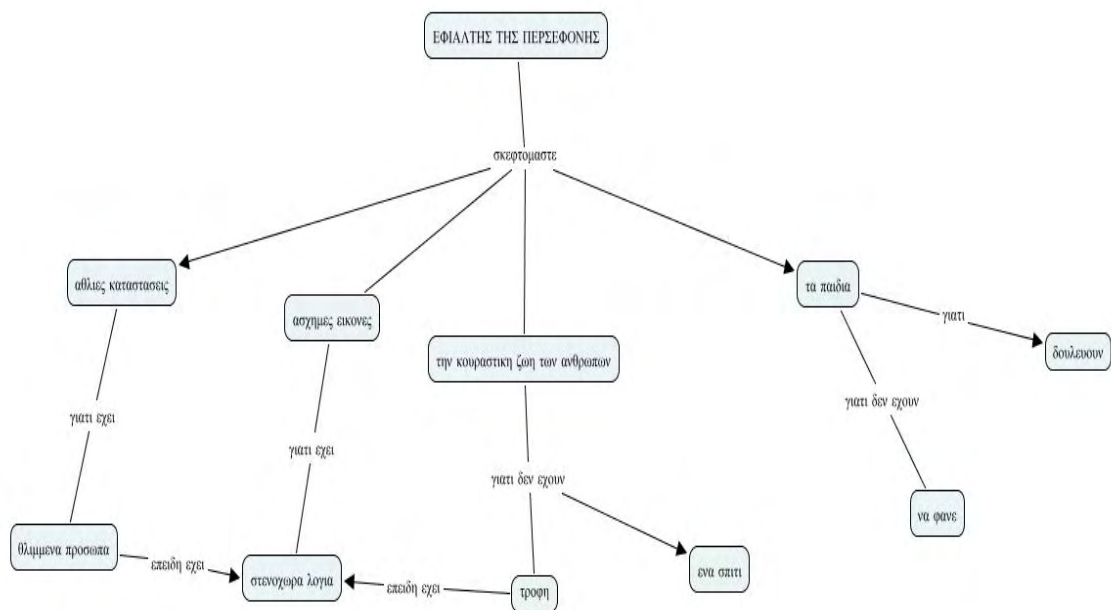 ΕΦΙΑΛΤΗΣ ΤΗΣ ΠΕΡΣΕΦΟΝΗΣ
σκεφτομαστε
αθλιες καταστασεις
ασχημες εικονες
την κουραστικη ζωη των ανθρωπων
τα παιδια
γιατι
δουλευουν
γιατι εχει
γιατι εχει
γιατι δεν εχουν
γιατι δεν εχουν
να φανε
θλιμμενα προσωπα
επειδη εχει
στενοχωρα λογια
επειδη εχει
τροφη
ενα σπιτι